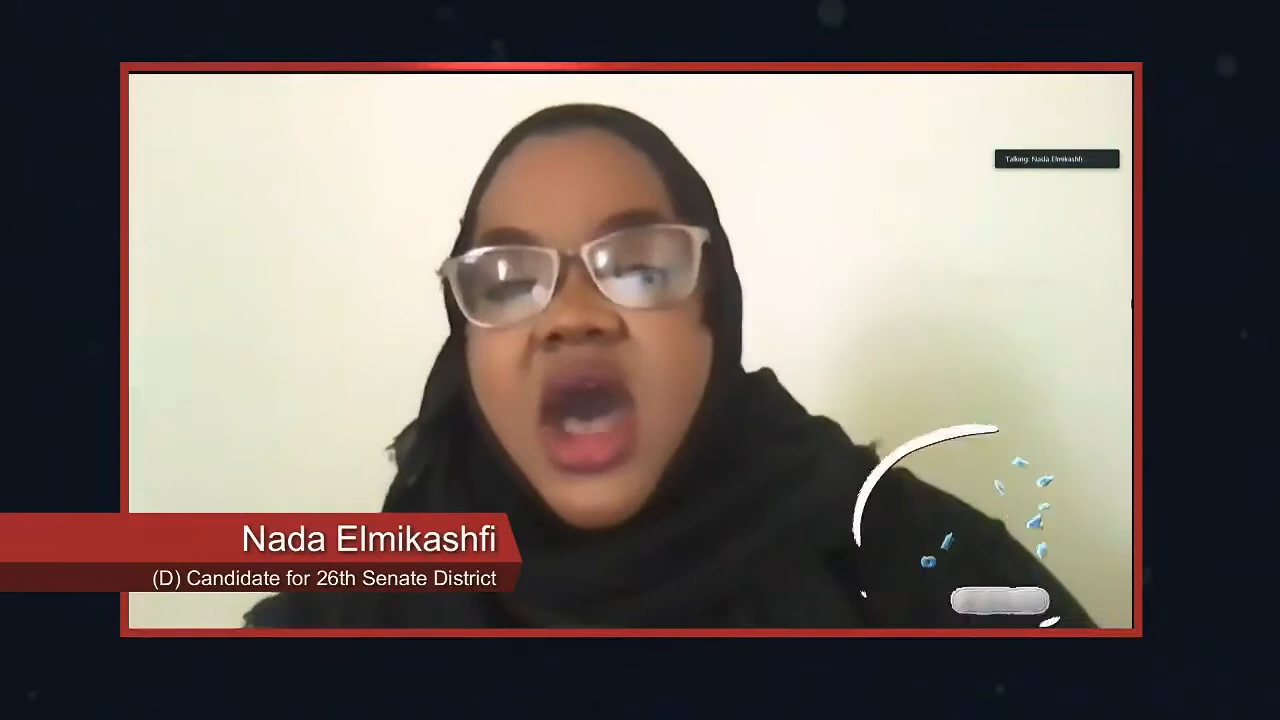 Talking: Nada Elmikashfi
Nada Elmikashfi
(D) Candidate for 26th Senate District